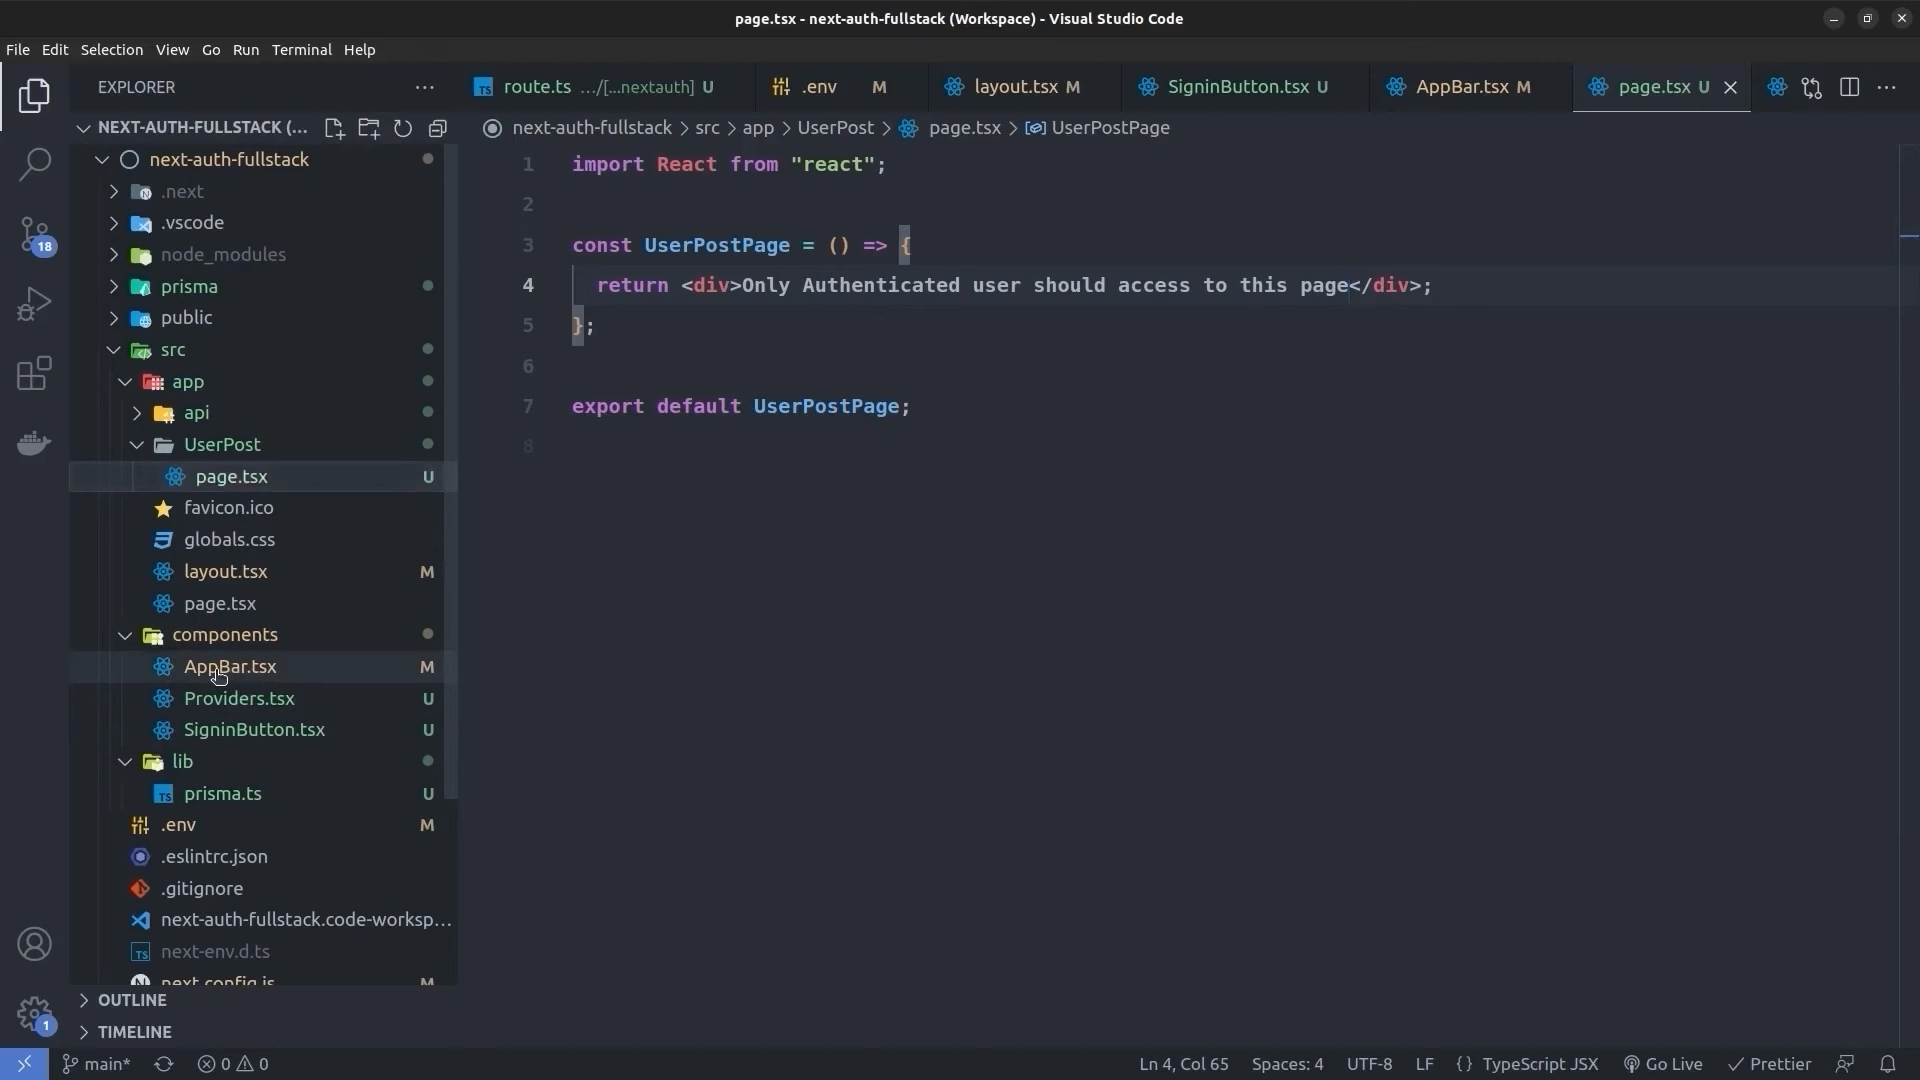 page.tsx - next-auth-fullstack (Workspace) - Visual Studio Code
File Edit Selection View Go Run Terminal Help
EXPLORER
route.ts .../[...nextauth] U
.env M
layout.tsx M
SigninButton.tsx U
AppBar.tsx M
page.tsx U
NEXT-AUTH-FULLSTACK (...
next-auth-fullstack > src > app > UserPost > page.tsx > UserPostPage
next-auth-fullstack
.next
.vscode
node_modules
prisma
public
src
app
api
UserPost
page.tsx U
favicon.ico
globals.css
layout.tsx M
page.tsx
components
AppBar.tsx M
Providers.tsx U
SigninButton.tsx U
lib
prisma.ts U
.env M
.eslintrc.json
.gitignore
next-auth-fullstack.code-worksp...
next-env.d.ts
next.config.js M
OUTLINE
TIMELINE
18
1
1 import React from "react";
2
3 const UserPostPage = () => {
4 return <div>Only Authenticated user should access to this page</div>;
5 };
6
7 export default UserPostPage;
8
main* 0 0 Ln 4, Col 65 Spaces: 4 UTF-8 LF {} TypeScript JSX Go Live Prettier